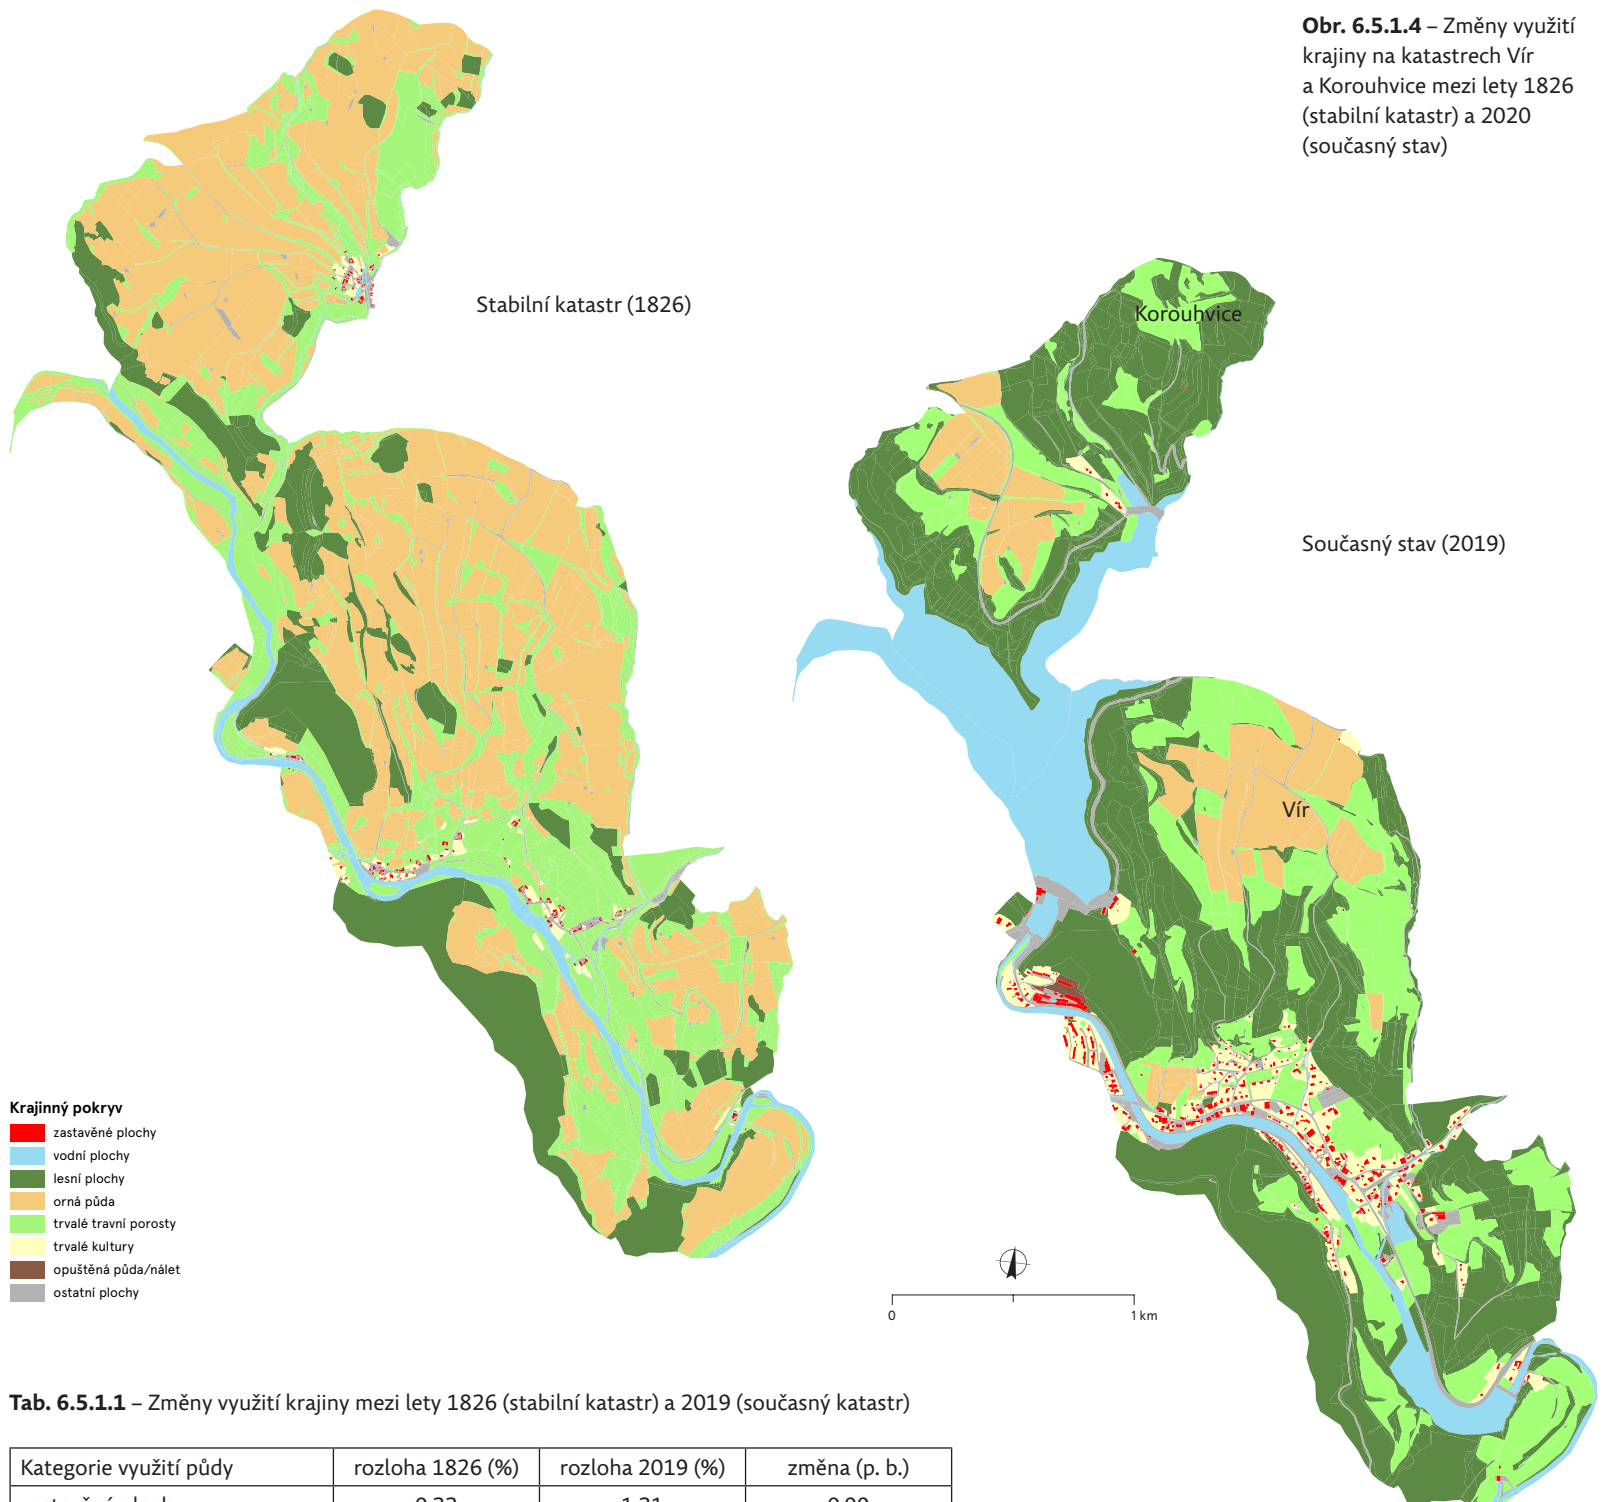 Obr. 6.5.1.4 – Změny využití
krajiny na katastrech Vír
a Korouhvice mezi lety 1826
(stabilní katastr) a 2020
(současný stav)
Stabilní katastr (1826)
Korouhvice
Současný stav (2019)
Vír
Krajinný pokryv
zastavěné plochy
vodní plochy
lesní plochy
orná půda
trvalé travní porosty
trvalé kultury
opuštěná půda/nálet
ostatní plochy
0 1 km
Tab. 6.5.1.1 – Změny využití krajiny mezi lety 1826 (stabilní katastr) a 2019 (současný katastr)
Kategorie využití půdy rozloha 1826 (%) rozloha 2019 (%) změna (p. b.)